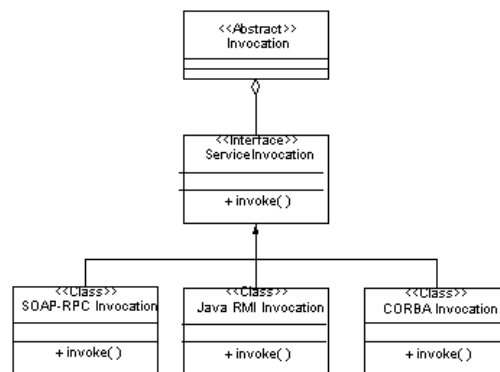 <<Abstract>>
Invocation
<<Interface>>
ServiceInvocation
+ invoke( )
<<Class>>
SOAP-RPC Invocation
+ invoke( )
<<Class>>
Java RMI Invocation
+ invoke( )
<<Class>>
CORBA Invocation
+ invoke( )